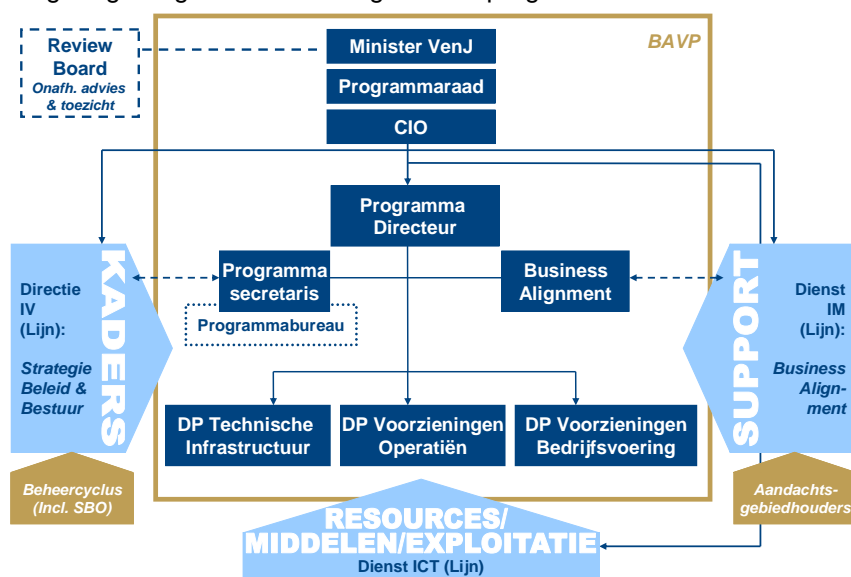 Review
Board
Onafh. advies
& toezicht
Minister VenJ
BAVP
Programmaraad
CIO
Programma
Directeur
Programma
secretaris
Business
Alignment
Programmabureau
KADERS
Directie
IV
(Lijn):
Strategie
Beleid &
Bestuur
SUPPORT
Dienst
IM
(Lijn):
Business
Align-
ment
DP Technische
Infrastructuur
DP Voorzieningen
Operatiën
DP Voorzieningen
Bedrijfsvoering
Beheercyclus
(Incl. SBO)
Aandachts-
gebiedhouders
RESOURCES/
MIDDELEN/EXPLOITATIE
Dienst ICT (Lijn)